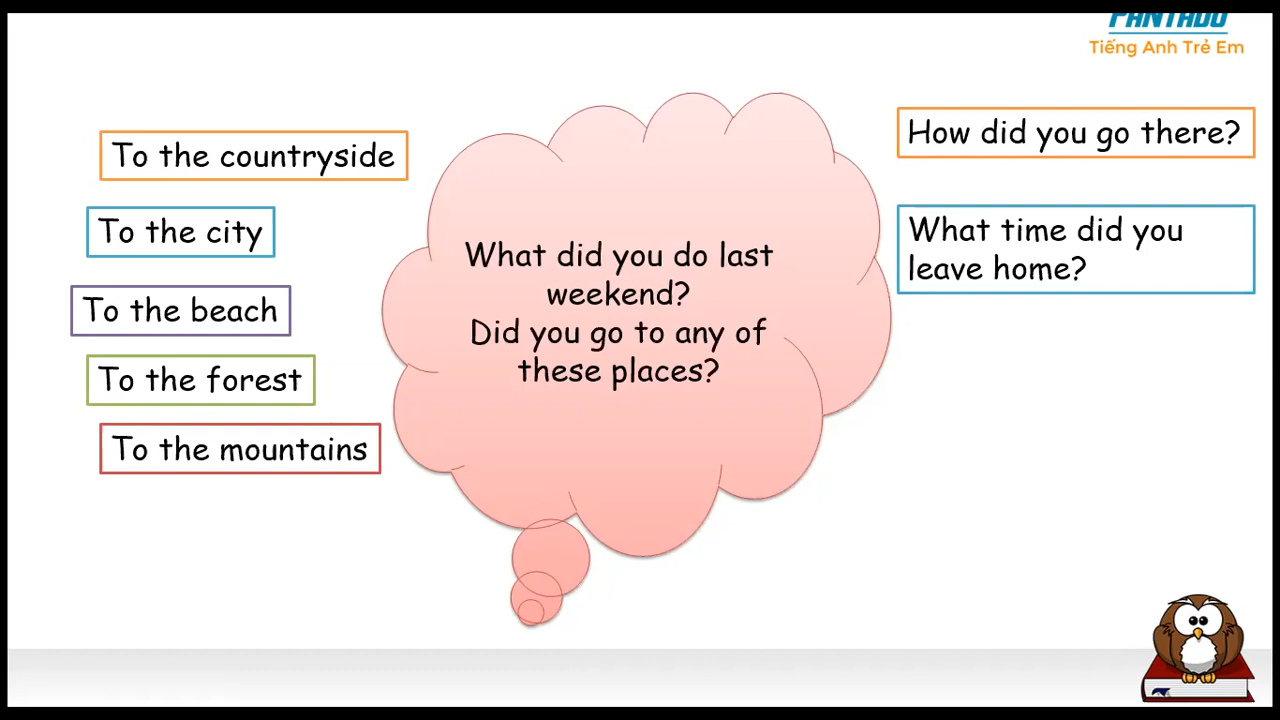 PANTADO
Tiếng Anh Trẻ Em
To the countryside
To the city
To the beach
To the forest
To the mountains
What did you do last
weekend?
Did you go to any of
these places?
How did you go there?
What time did you
leave home?